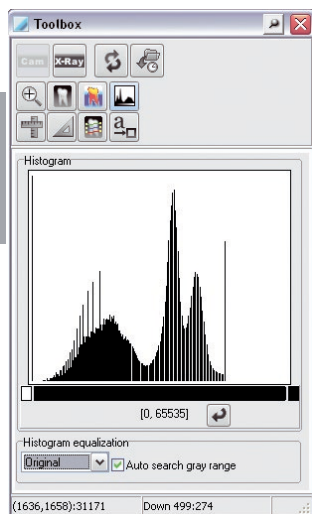 Toolbox
Cam X-Ray
a
Histogram
[0, 65535]
Histogram equalization
Original Auto search gray range
(1636,1658):31171 Down 499:274